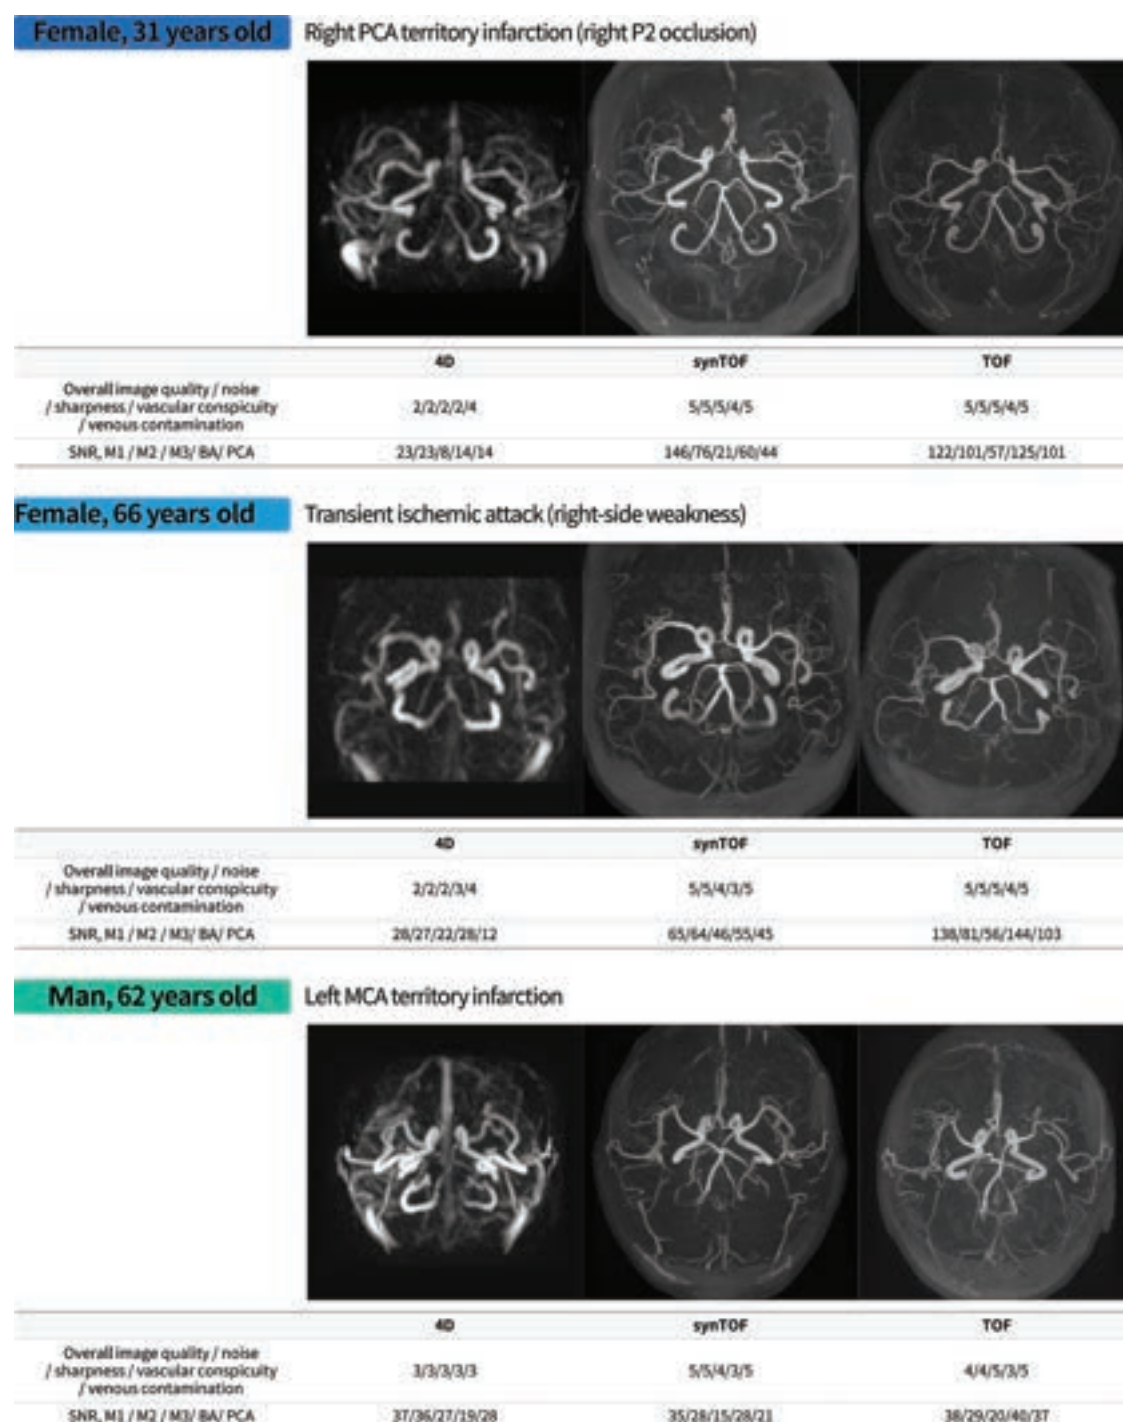 Female, 31 years old Right PCA territory infarction (right P2 occlusion)
4D synTOF TOF
Overall image quality / noise
/ sharpness / vascular conspicuity
/ venous contamination
2/2/2/2/4 5/5/5/4/5 5/5/5/4/5
SNR, M1 / M2 / M3/ BA/ PCA 23/23/8/14/14 146/76/21/60/44 122/101/57/125/101
Female, 66 years old Transient ischemic attack (right-side weakness)
4D synTOF TOF
Overall image quality / noise
/ sharpness / vascular conspicuity
/ venous contamination
2/2/2/3/4 5/5/4/3/5 5/5/5/4/5
SNR, M1 / M2 / M3/ BA/ PCA 28/27/22/28/12 65/64/46/55/45 138/81/56/144/103
Man, 62 years old Left MCA territory infarction
4D synTOF TOF
Overall image quality / noise
/ sharpness / vascular conspicuity
/ venous contamination
3/3/3/3/3 5/5/4/3/5 4/4/5/3/5
SNR, M1 / M2 / M3/ BA/ PCA 37/36/27/19/28 35/28/15/28/21 38/29/20/40/37